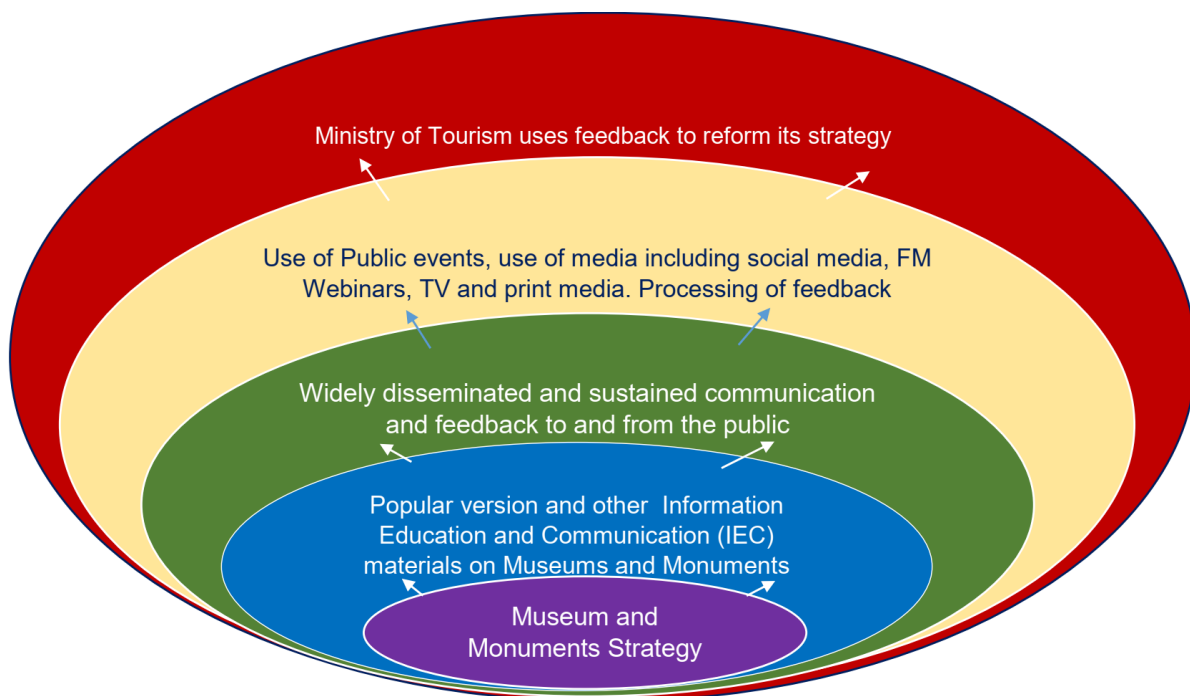 Ministry of Tourism uses feedback to reform its strategy
Use of Public events, use of media including social media, FM
Webinars, TV and print media. Processing of feedback
Widely disseminated and sustained communication
and feedback to and from the public
Popular version and other Information
Education and Communication (IEC)
materials on Museums and Monuments
Museum and
Monuments Strategy